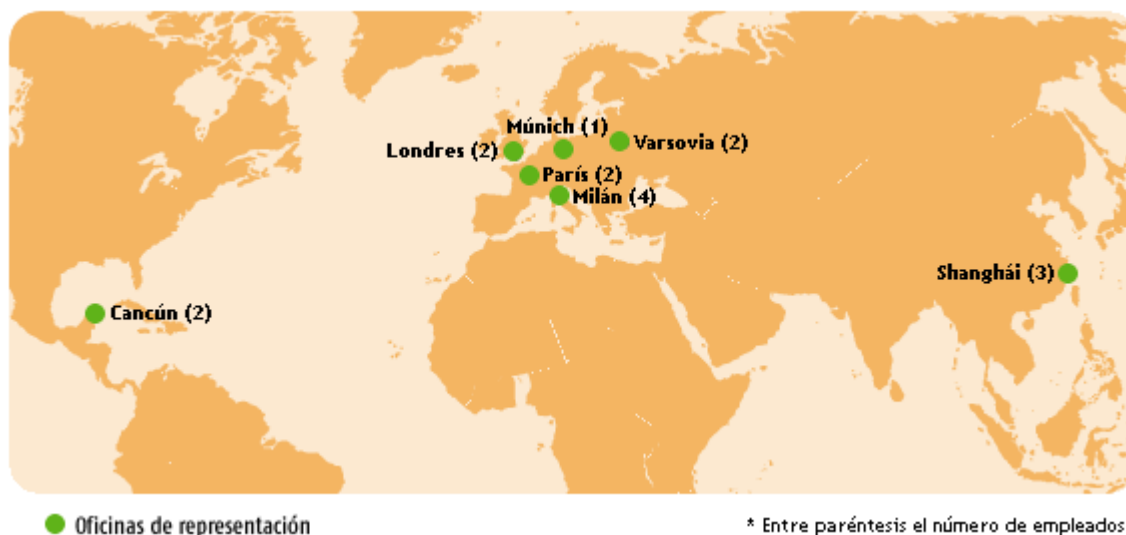 Múnich (1)
Londres (2)
Varsovia (2)
París (2)
Milán (4)
Shanghái (3)
Cancún (2)
Oficinas de representación
* Entre paréntesis el número de empleados